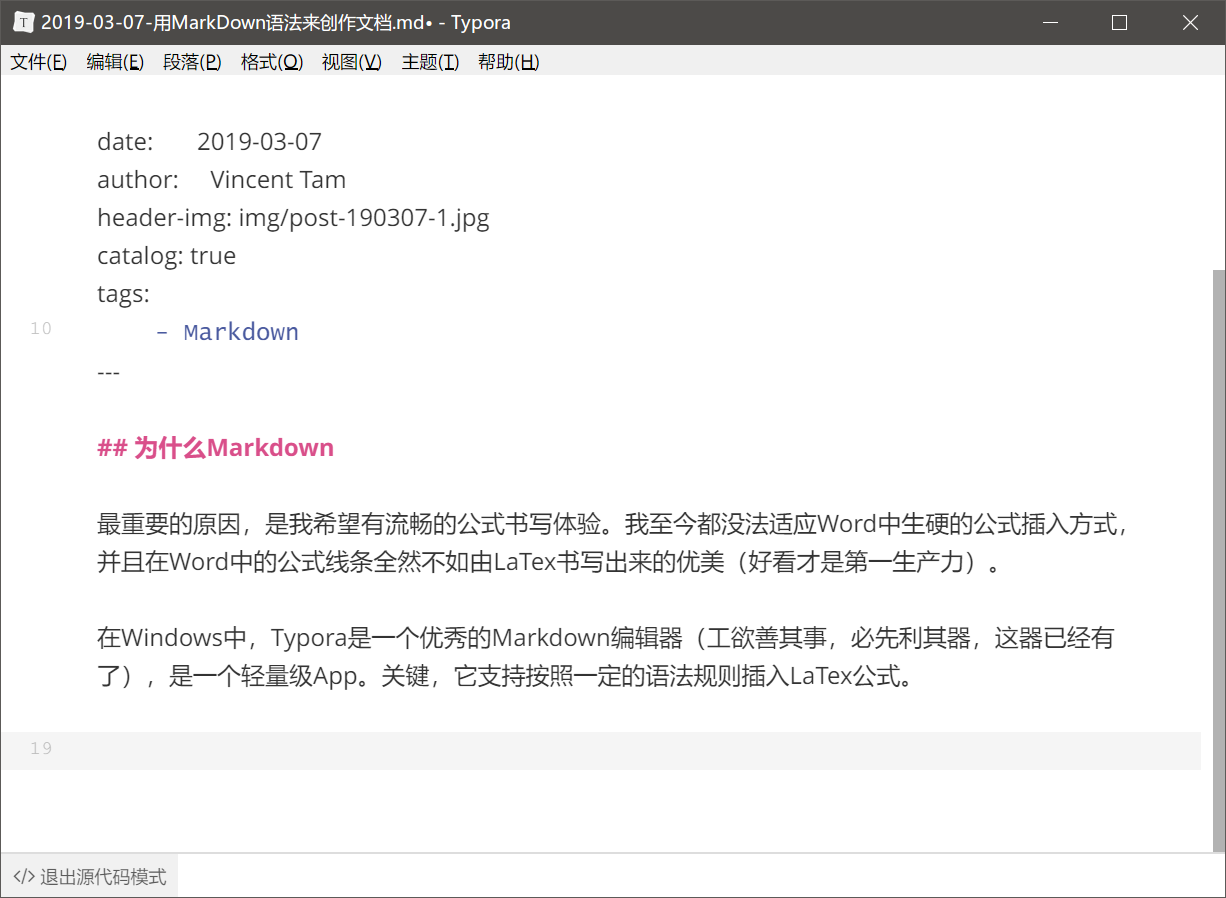 2019-03-07-用MarkDown语法来创作文档.md• - Typora
文件(F) 编辑(E) 段落(P) 格式(O) 视图(V) 主题(T) 帮助(H)
date: 2019-03-07
author: Vincent Tam
header-img: img/post-190307-1.jpg
catalog: true
tags:
10 - Markdown
---
## 为什么Markdown
最重要的原因，是我希望有流畅的公式书写体验。我至今都没法适应Word中生硬的公式插入方式，
并且在Word中的公式线条全然不如由LaTex书写出来的优美（好看才是第一生产力）。
在Windows中，Typora是一个优秀的Markdown编辑器（工欲善其事，必先利其器，这器已经有
了），是一个轻量级App。关键，它支持按照一定的语法规则插入LaTex公式。
19
</> 退出源代码模式